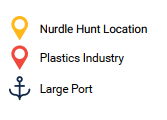 Nurdle Hunt Location
Plastics Industry
Large Port